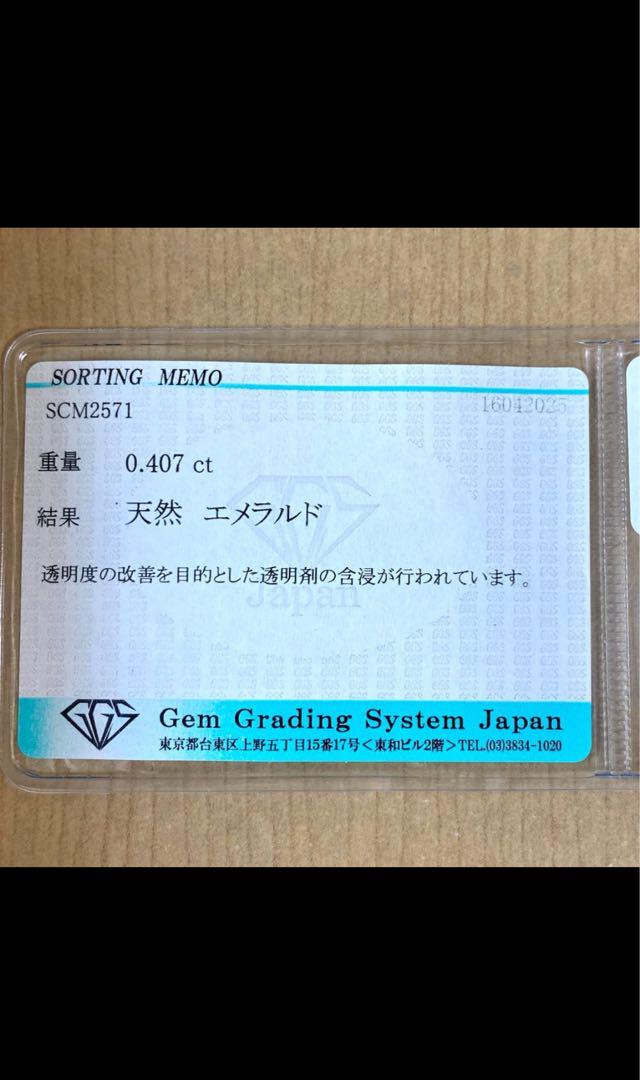 SORTING MEMO
SCM2571
16042025
重量 0.407 ct
結果 天然 エメラルド
透明度の改善を目的とした透明剤の含浸が行われています。
GGS
Japan
GGS Gem Grading System Japan
東京都台東区上野五丁目15番17号<東和ビル2階>TEL.(03)3834-1020